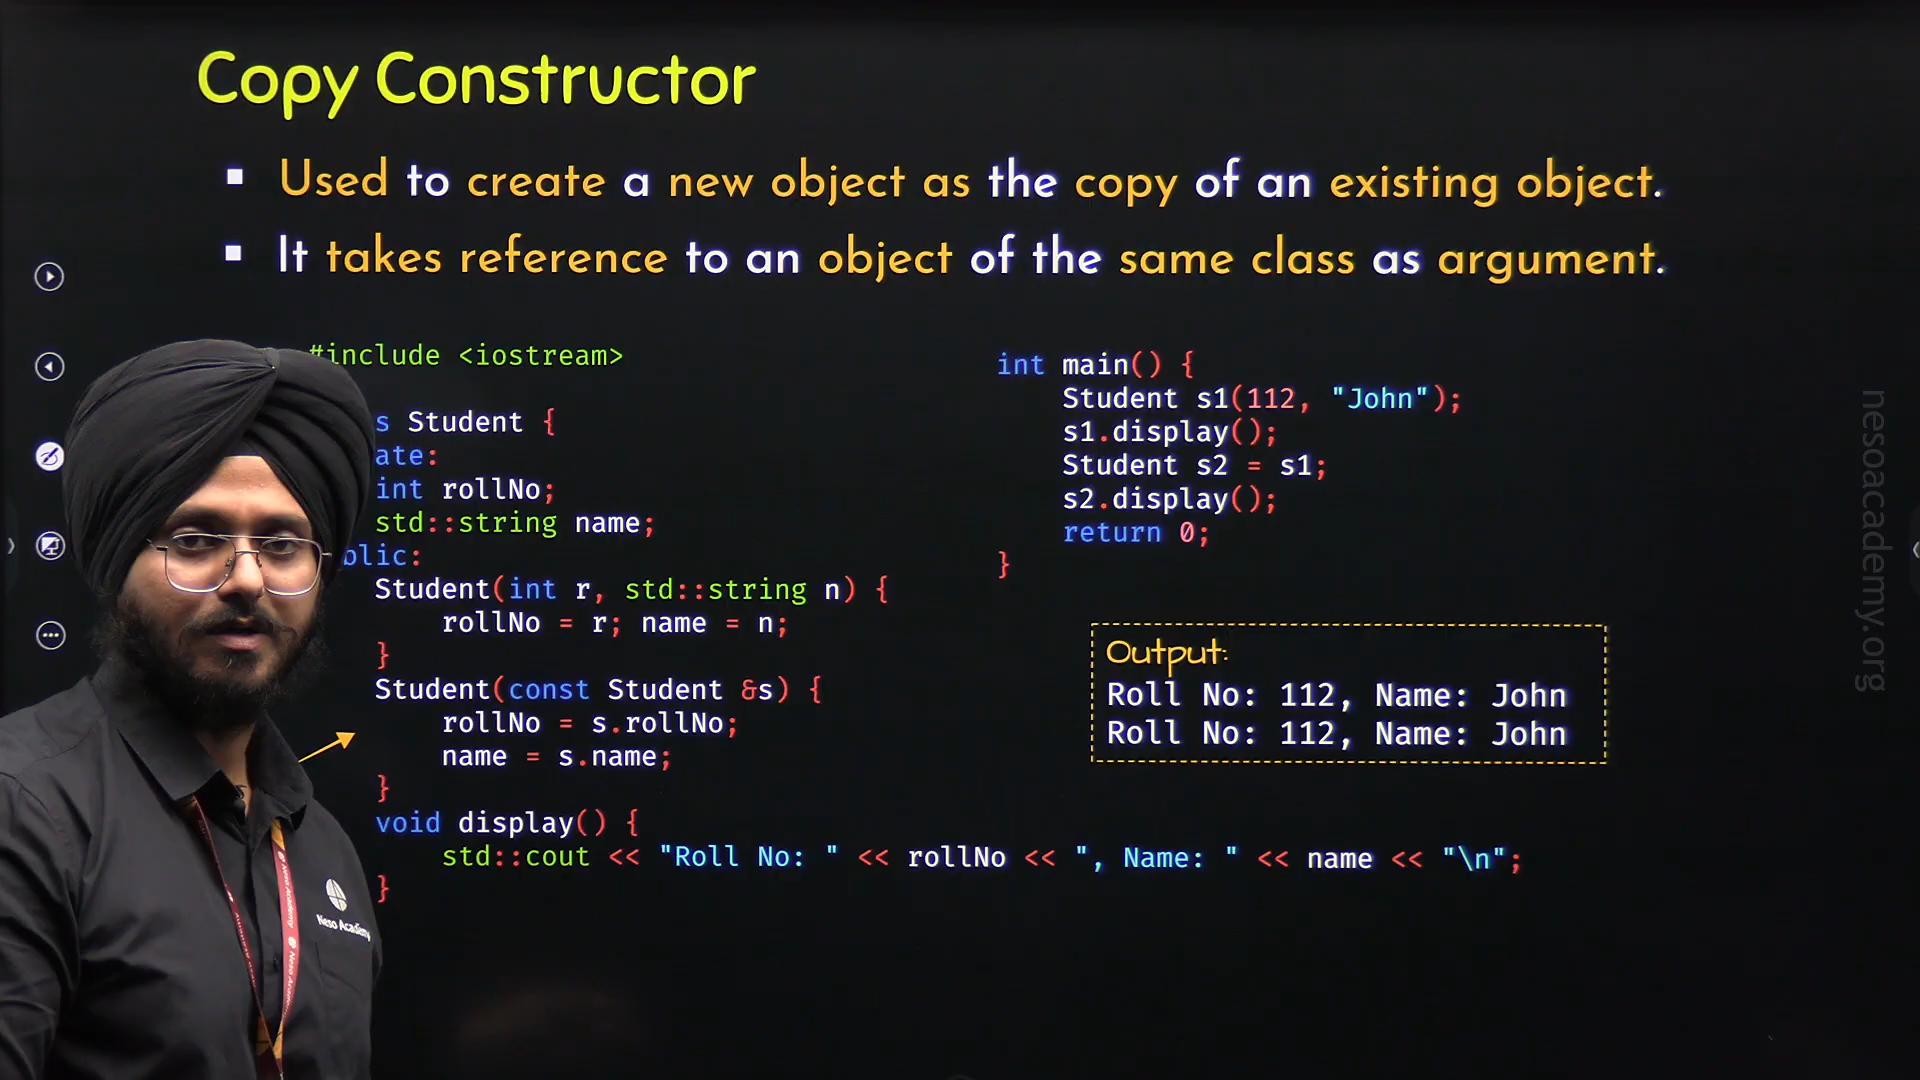 Copy Constructor
▪ Used to create a new object as the copy of an existing object.
▪ It takes reference to an object of the same class as argument.
#include <iostream>
s Student {
ate:
int rollNo;
std::string name;
blic:
Student(int r, std::string n) {
rollNo = r; name = n;
}
Student(const Student &s) {
rollNo = s.rollNo;
name = s.name;
}
void display() {
std::cout << "Roll No: " << rollNo << ", Name: " << name << "\n";
}
int main() {
Student s1(112, "John");
s1.display();
Student s2 = s1;
s2.display();
return 0;
}
Output:
Roll No: 112, Name: John
Roll No: 112, Name: John
nesoacademy.org
Neso Academy